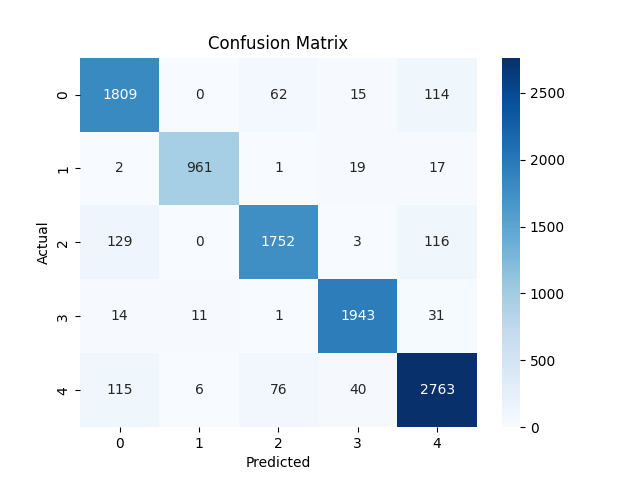 Confusion Matrix
Actual
0 1809 0 62 15 114
1 2 961 1 19 17
2 129 0 1752 3 116
3 14 11 1 1943 31
4 115 6 76 40 2763
0 1 2 3 4
Predicted
2500
2000
1500
1000
500
0